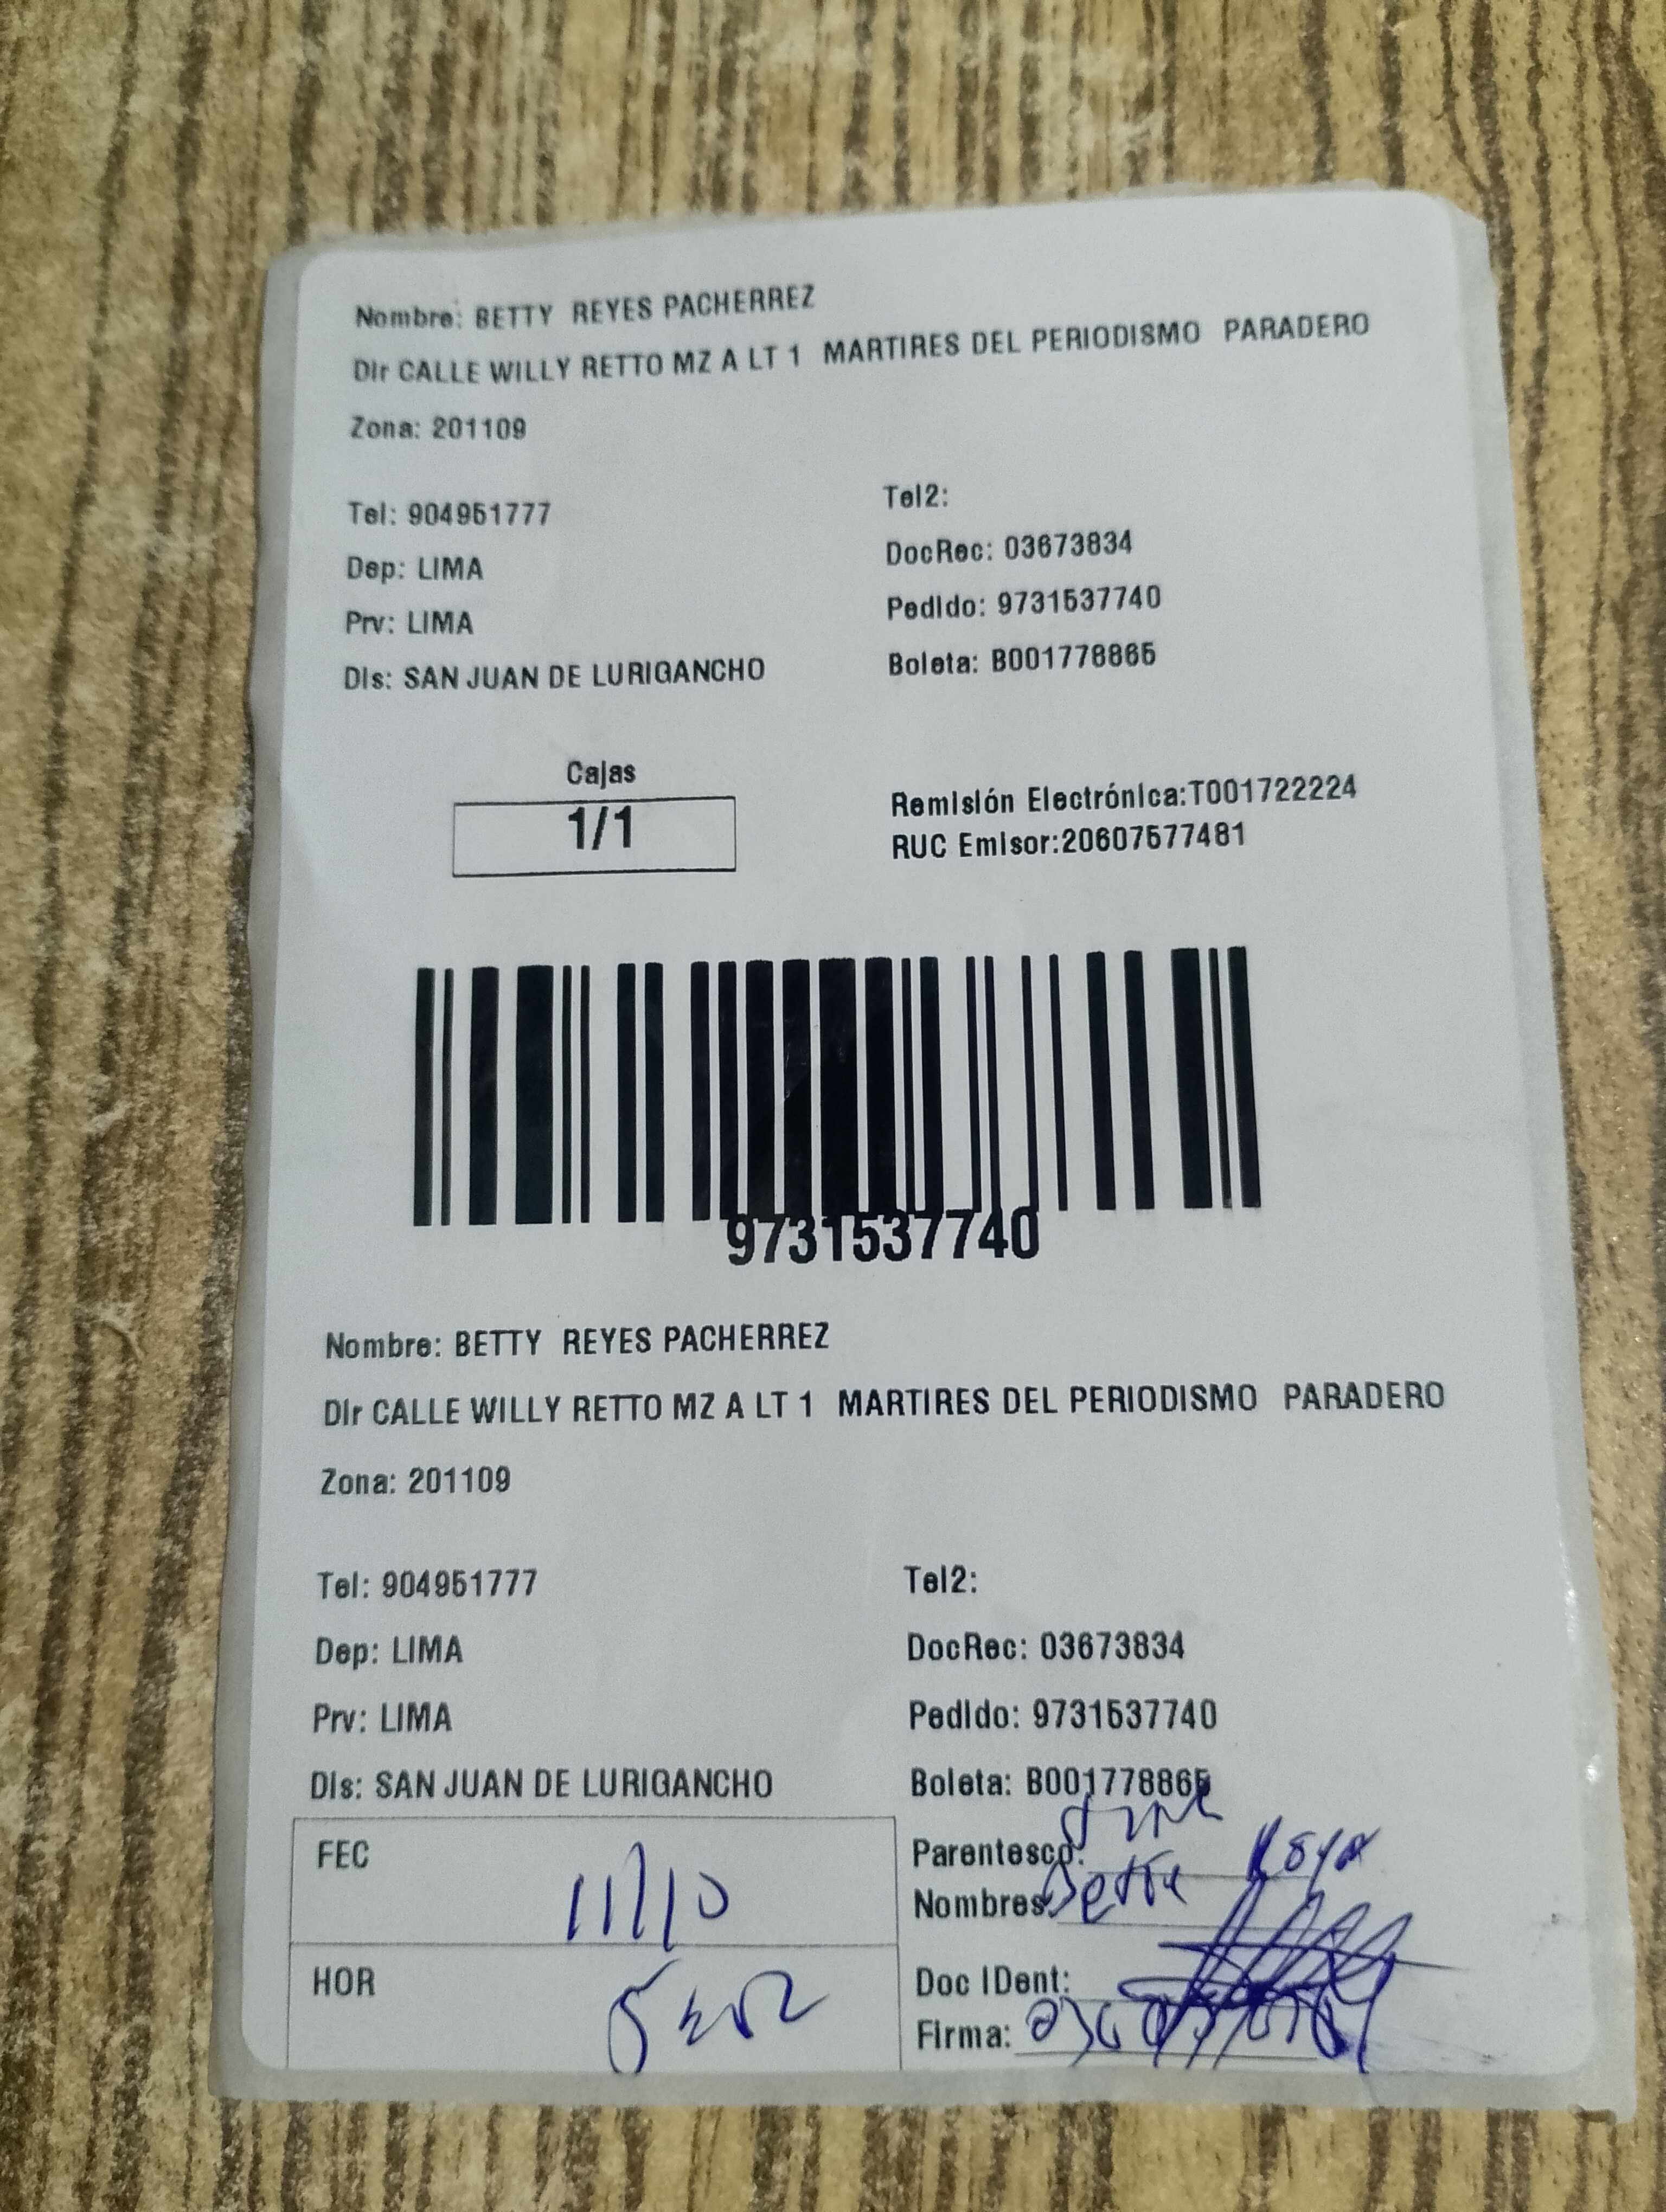 Nombre: BETTY REYES PACHERREZ
Dir CALLE WILLY RETTO MZ A LT 1 MARTIRES DEL PERIODISMO PARADERO
Zona: 201109
Tel: 904951777 Tel2:
Dep: LIMA DocRec: 03673834
Prv: LIMA Pedido: 9731537740
Dis: SAN JUAN DE LURIGANCHO Boleta: B001778865
Cajas
1/1
Remisión Electrónica:T001722224
RUC Emisor:20607577481
9731537740
Nombre: BETTY REYES PACHERREZ
Dir CALLE WILLY RETTO MZ A LT 1 MARTIRES DEL PERIODISMO PARADERO
Zona: 201109
Tel: 904951777 Tel2:
Dep: LIMA DocRec: 03673834
Prv: LIMA Pedido: 9731537740
Dis: SAN JUAN DE LURIGANCHO Boleta: B001778865
FEC 11/10
Parentesco:
Nombres:
HOR
Doc IDent:
Firma: